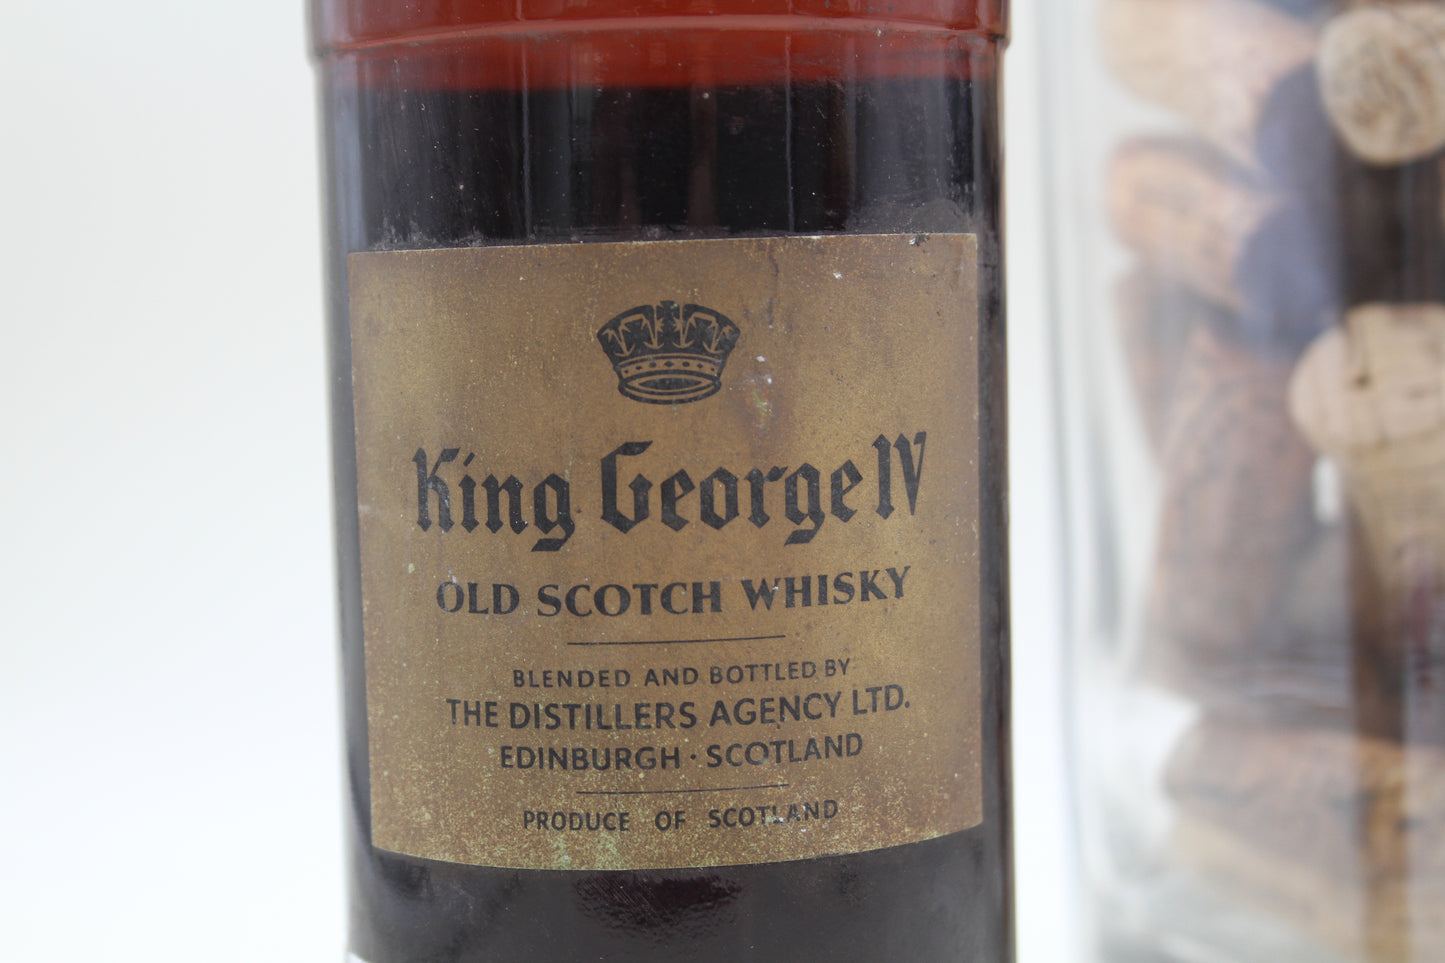 King George IV
OLD SCOTCH WHISKY
BLENDED AND BOTTLED BY
THE DISTILLERS AGENCY LTD.
EDINBURGH · SCOTLAND
PRODUCE OF SCOTLAND